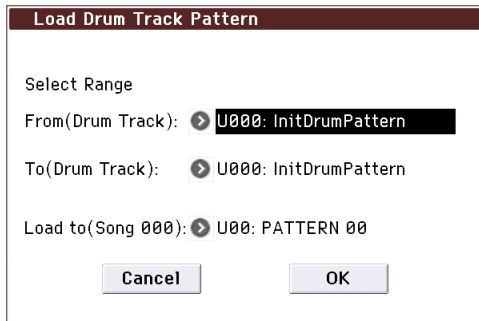 Load Drum Track Pattern
Select Range
From(Drum Track): U000: InitDrumPattern
To(Drum Track): U000: InitDrumPattern
Load to(Song 000): U00: PATTERN 00
Cancel OK